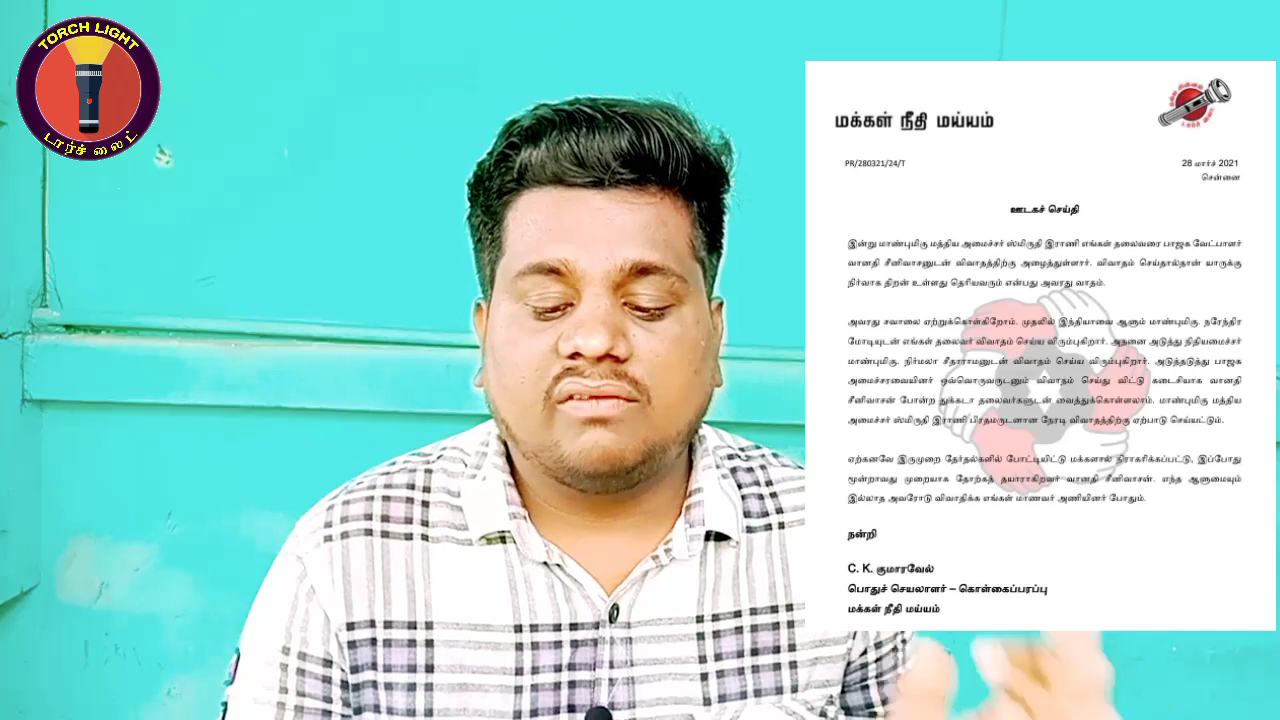 TORCH LIGHT
டார்ச் லைட்
மக்கள் நீதி மய்யம்
PR/280321/24/T
28 மார்ச் 2021
சென்னை
ஊடகச் செய்தி
இன்று மாண்புமிகு மத்திய அமைச்சர் ஸ்மிருதி இராணி எங்கள் தலைவரை பாஜக வேட்பாளர்
வானதி சீனிவாசனுடன் விவாதத்திற்கு அழைத்துள்ளார். விவாதம் செய்தால்தான் யாருக்கு
நிர்வாக திறன் உள்ளது தெரியவரும் என்பது அவரது வாதம்.
அவரது சவாலை ஏற்றுக்கொள்கிறோம். முதலில் இந்தியாவை ஆளும் மாண்புமிகு. நரேந்திர
மோடியுடன் எங்கள் தலைவர் விவாதம் செய்ய விரும்புகிறார். அதனை அடுத்து நிதியமைச்சர்
மாண்புமிகு. நிர்மலா சீதாராமனுடன் விவாதம் செய்ய விரும்புகிறார். அடுத்தடுத்து பாஜக
அமைச்சரவையினர் ஒவ்வொருவருடனும் விவாதம் செய்து விட்டு கடைசியாக வானதி
சீனிவாசன் போன்ற துக்கடா தலைவர்களுடன் வைத்துக்கொள்ளலாம். மாண்புமிகு மத்திய
அமைச்சர் ஸ்மிருதி இராணி பிரதமருடனான நேரடி விவாதத்திற்கு ஏற்பாடு செய்யட்டும்.
ஏற்கனவே இருமுறை தேர்தல்களில் போட்டியிட்டு மக்களால் நிராகரிக்கப்பட்டு, இப்போது
மூன்றாவது முறையாக தோற்கத் தயாராகிறவர் வானதி சீனிவாசன். எந்த ஆளுமையும்
இல்லாத அவரோடு விவாதிக்க எங்கள் மாணவர் அணியினர் போதும்.
நன்றி
C. K. குமாரவேல்
பொதுச் செயலாளர் – கொள்கைப்பரப்பு
மக்கள் நீதி மய்யம்